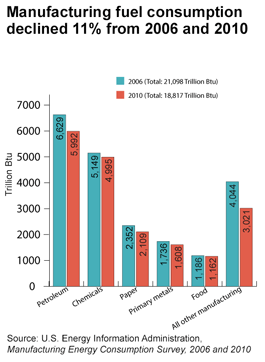 Manufacturing fuel consumption
declined 11% from 2006 and 2010
2006 (Total: 21,098 Trillion Btu)
2010 (Total: 18,817 Trillion Btu)
Trillion Btu
7000
6000
5000
4000
3000
2000
1000
0
6,629
5,992
5,149
4,995
2,352
2,109
1,736
1,608
1,186
1,162
4,044
3,021
Petroleum
Chemicals
Paper
Primary metals
Food
All other manufacturing
Source: U.S. Energy Information Administration,
Manufacturing Energy Consumption Survey, 2006 and 2010